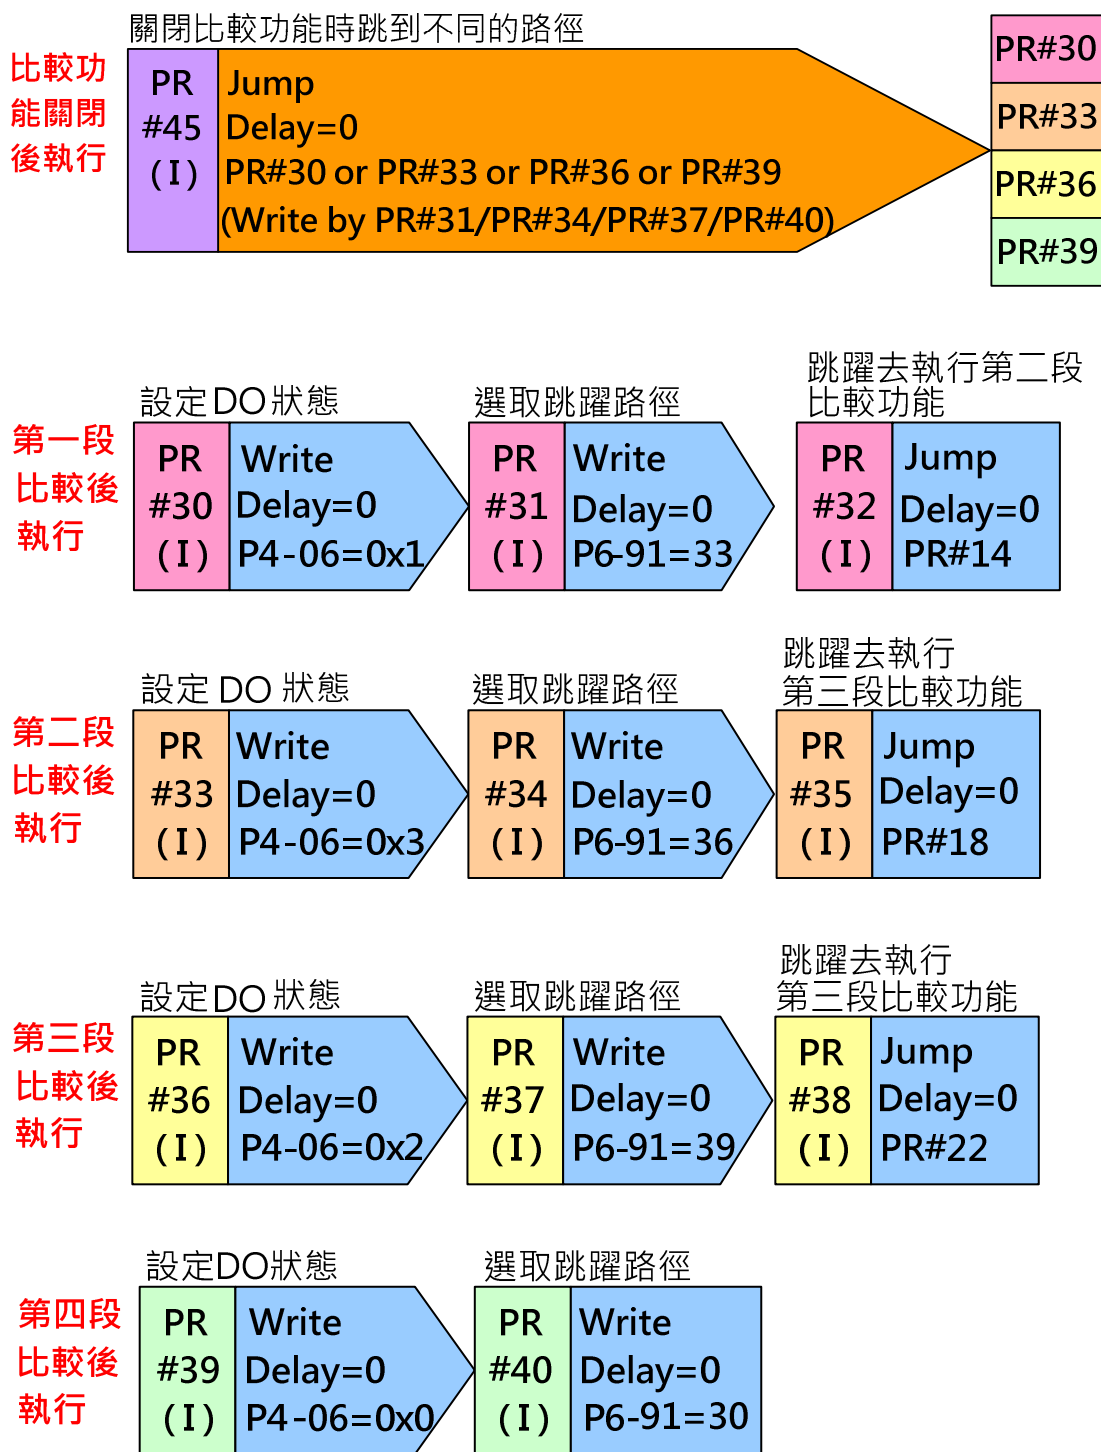 關閉比較功能時跳到不同的路徑
比較功
能關閉
後執行
PR
#45
(I)
Jump
Delay=0
PR#30 or PR#33 or PR#36 or PR#39
(Write by PR#31/PR#34/PR#37/PR#40)
PR#30
PR#33
PR#36
PR#39
第一段
比較後
執行
設定DO狀態
PR
#30
(I)
Write
Delay=0
P4-06=0x1
選取跳躍路徑
PR
#31
(I)
Write
Delay=0
P6-91=33
跳躍去執行第二段
比較功能
PR
#32
(I)
Jump
Delay=0
PR#14
第二段
比較後
執行
設定 DO 狀態
PR
#33
(I)
Write
Delay=0
P4-06=0x3
選取跳躍路徑
PR
#34
(I)
Write
Delay=0
P6-91=36
跳躍去執行
第三段比較功能
PR
#35
(I)
Jump
Delay=0
PR#18
第三段
比較後
執行
設定DO 狀態
PR
#36
(I)
Write
Delay=0
P4-06=0x2
選取跳躍路徑
PR
#37
(I)
Write
Delay=0
P6-91=39
跳躍去執行
第三段比較功能
PR
#38
(I)
Jump
Delay=0
PR#22
第四段
比較後
執行
設定DO狀態
PR
#39
(I)
Write
Delay=0
P4-06=0x0
選取跳躍路徑
PR
#40
(I)
Write
Delay=0
P6-91=30